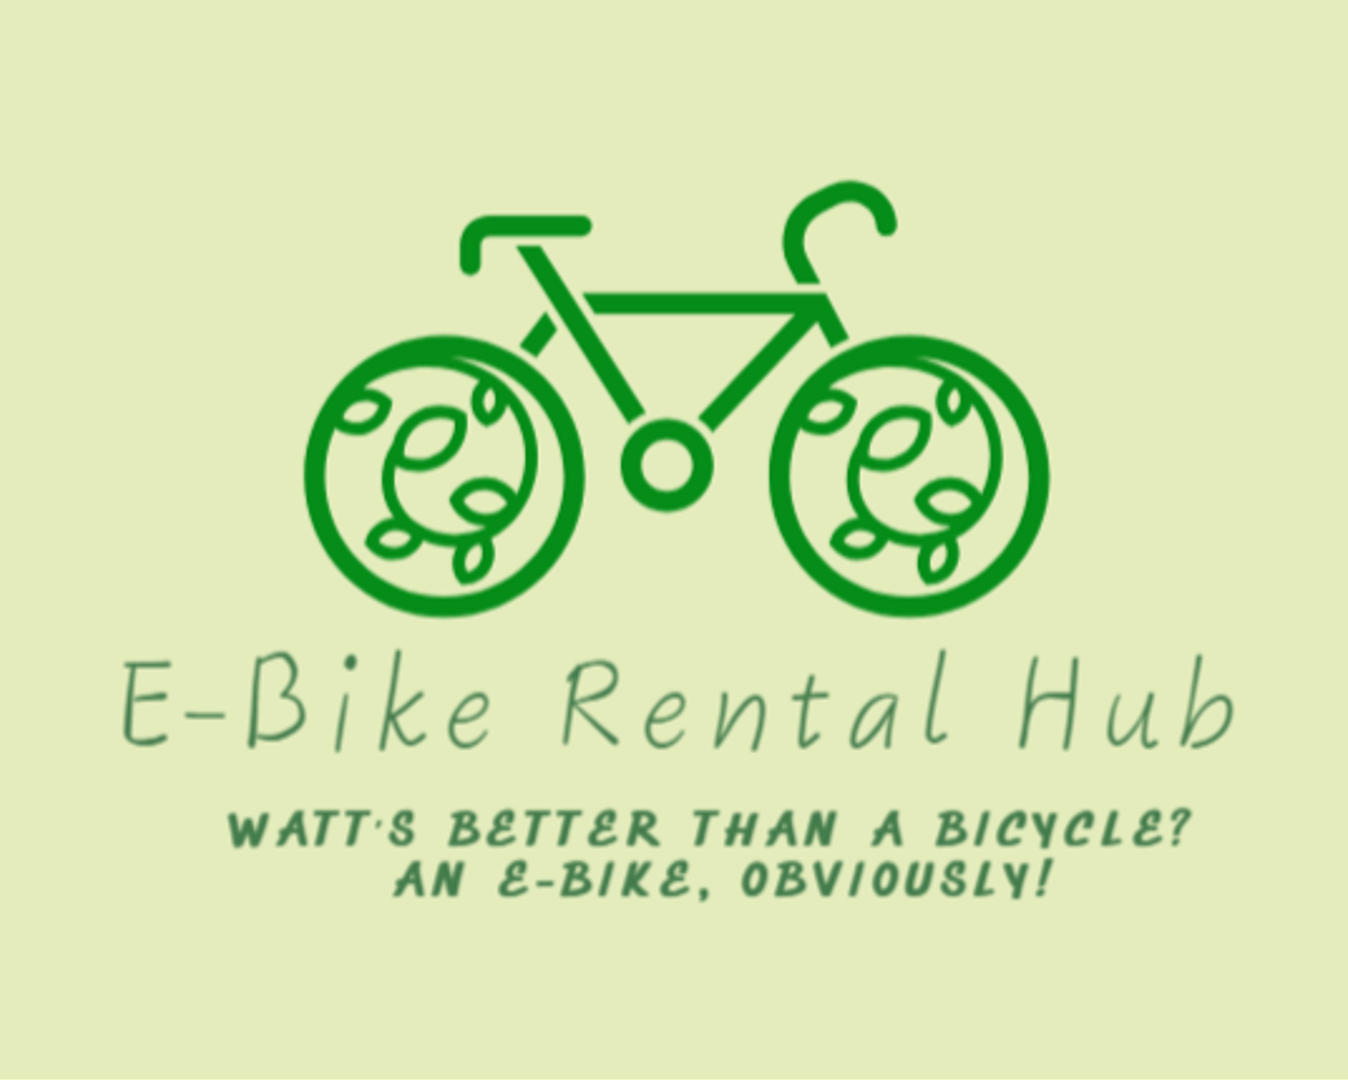 E-Bike Rental Hub
WATT'S BETTER THAN A BICYCLE?
AN E-BIKE, OBVIOUSLY!